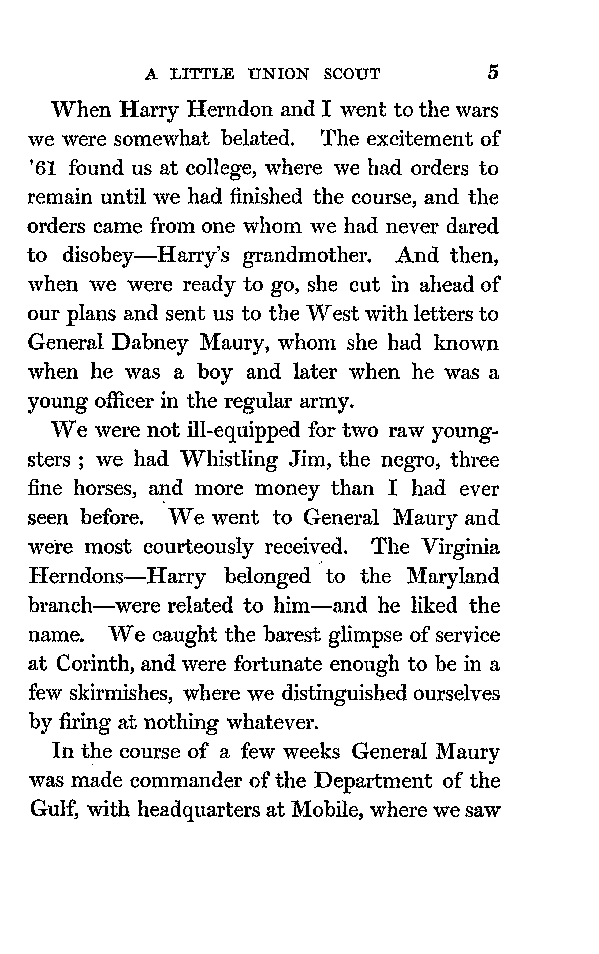 A LITTLE UNION SCOUT 5
When Harry Herndon and I went to the wars
we were somewhat belated. The excitement of
'61 found us at college, where we had orders to
remain until we had finished the course, and the
orders came from one whom we had never dared
to disobey—Harry's grandmother. And then,
when we were ready to go, she cut in ahead of
our plans and sent us to the West with letters to
General Dabney Maury, whom she had known
when he was a boy and later when he was a
young officer in the regular army.
We were not ill-equipped for two raw young-
sters ; we had Whistling Jim, the negro, three
fine horses, and more money than I had ever
seen before. We went to General Maury and
were most courteously received. The Virginia
Herndons—Harry belonged to the Maryland
branch—were related to him—and he liked the
name. We caught the barest glimpse of service
at Corinth, and were fortunate enough to be in a
few skirmishes, where we distinguished ourselves
by firing at nothing whatever.
In the course of a few weeks General Maury
was made commander of the Department of the
Gulf, with headquarters at Mobile, where we saw